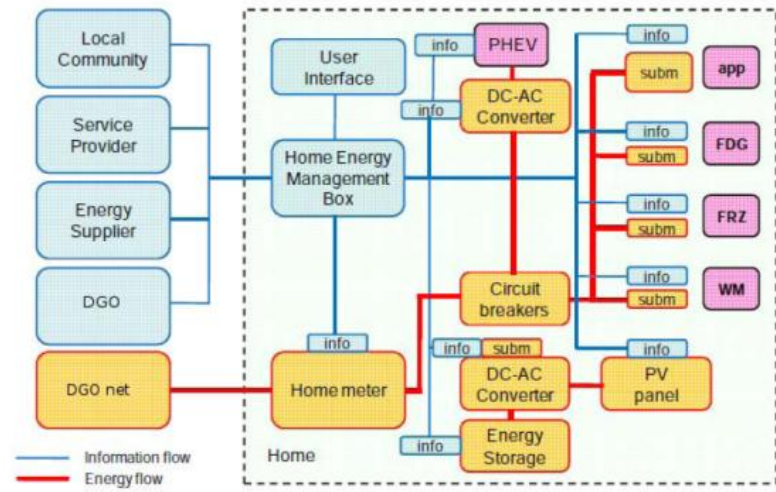 Local
Community
Service
Provider
Energy
Supplier
DGO
DGO net
Information flow
Energy flow
User
Interface
Home Energy
Management
Box
info
Home meter
Home
info
PHEV
info
DC-AC
Converter
Circuit
breakers
info
subm
DC-AC
Converter
info
Energy
Storage
info
subm
app
info
subm
FDG
info
subm
FRZ
info
subm
WM
info
PV
panel